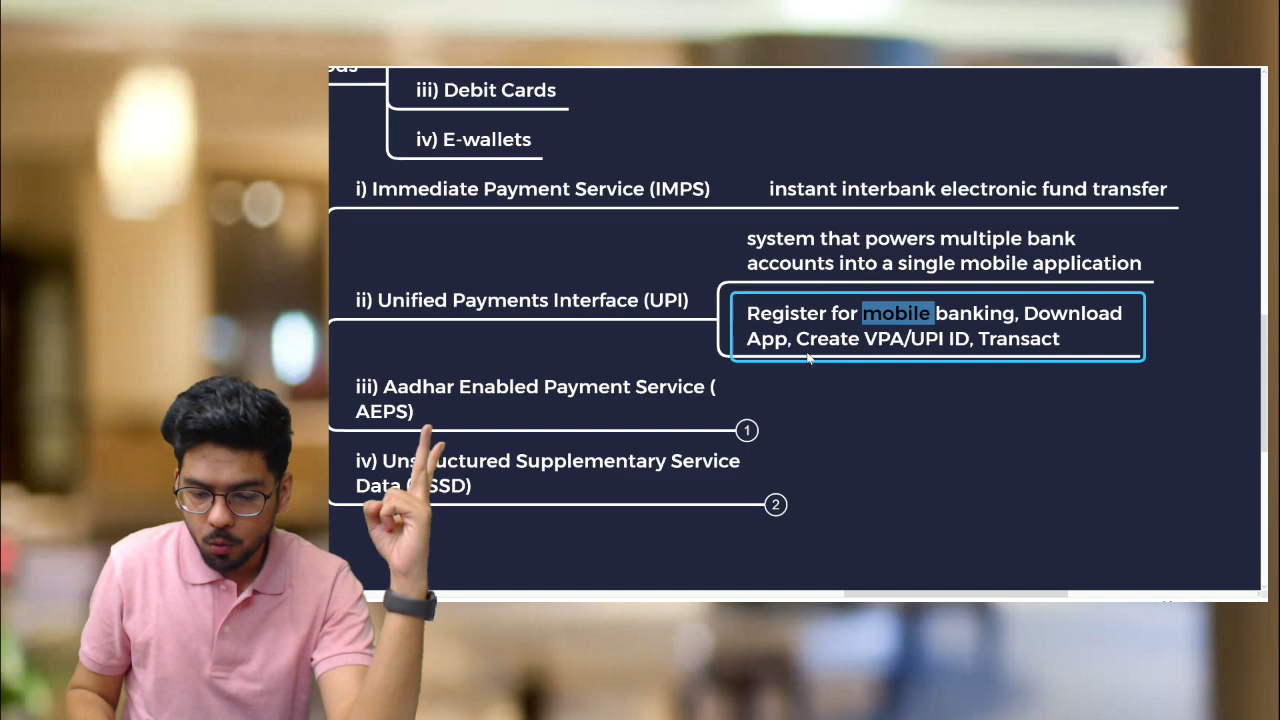 iii) Debit Cards
iv) E-wallets
i) Immediate Payment Service (IMPS)
instant interbank electronic fund transfer
system that powers multiple bank
accounts into a single mobile application
ii) Unified Payments Interface (UPI)
Register for mobile banking, Download
App, Create VPA/UPI ID, Transact
iii) Aadhar Enabled Payment Service (
AEPS)
1
iv) Supplementary Service
Data
2